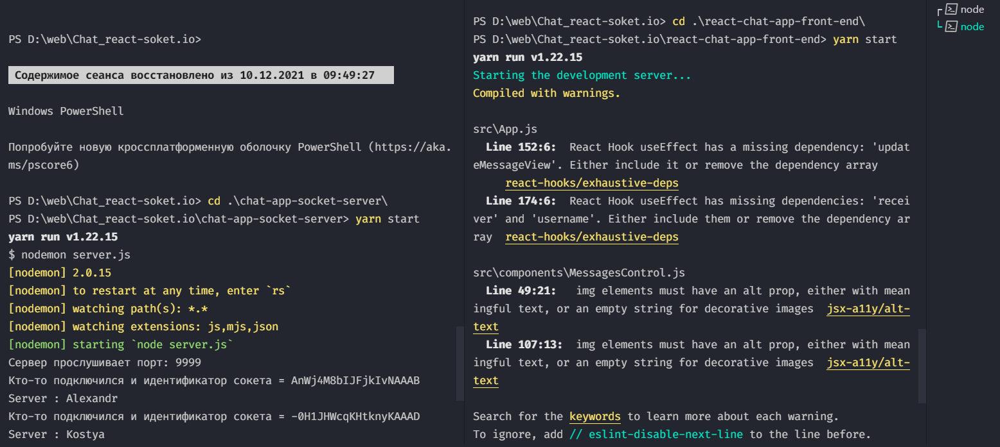 PS D:\web\Chat_react-soket.io>
Содержимое сеанса восстановлено из 10.12.2021 в 09:49:27
Windows PowerShell
Попробуйте новую кроссплатформенную оболочку PowerShell (https://aka.
ms/pscore6)
PS D:\web\Chat_react-soket.io> cd .\chat-app-socket-server\
PS D:\web\Chat_react-soket.io\chat-app-socket-server> yarn start
yarn run v1.22.15
$ nodemon server.js
[nodemon] 2.0.15
[nodemon] to restart at any time, enter `rs`
[nodemon] watching path(s): *.*
[nodemon] watching extensions: js,mjs,json
[nodemon] starting `node server.js`
Сервер прослушивает порт: 9999
Кто-то подключился и идентификатор сокета = AnWj4M8bIJFjkIvNAAAB
Server : Alexandr
Кто-то подключился и идентификатор сокета = -0H1JHWcqKHtknyKAAAD
Server : Kostya
PS D:\web\Chat_react-soket.io> cd .\react-chat-app-front-end\
PS D:\web\Chat_react-soket.io\react-chat-app-front-end> yarn start
yarn run v1.22.15
Starting the development server...
Compiled with warnings.
src\App.js
Line 152:6: React Hook useEffect has a missing dependency: 'updat
eMessageView'. Either include it or remove the dependency array
react-hooks/exhaustive-deps
Line 174:6: React Hook useEffect has missing dependencies: 'recei
ver' and 'username'. Either include them or remove the dependency ar
ray react-hooks/exhaustive-deps
src\components\MessagesControl.js
Line 49:21: img elements must have an alt prop, either with mean
ingful text, or an empty string for decorative images jsx-a11y/alt-
text
Line 107:13: img elements must have an alt prop, either with mean
ingful text, or an empty string for decorative images jsx-a11y/alt-
text
Search for the keywords to learn more about each warning.
To ignore, add // eslint-disable-next-line to the line before.
node
node